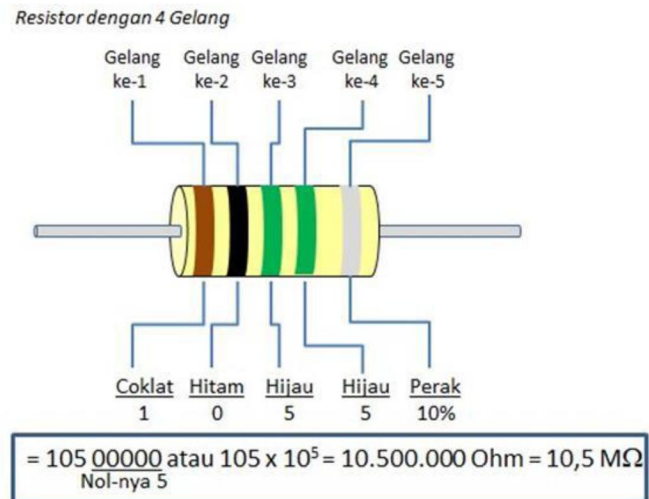 Resistor dengan 4 Gelang
Gelang Gelang Gelang Gelang Gelang
ke-1 ke-2 ke-3 ke-4 ke-5
Coklat Hitam Hijau Hijau Perak
1 0 5 5 10%
= 105 00000 atau 105 x 10⁵ = 10.500.000 Ohm = 10,5 MΩ
Nol-nya 5